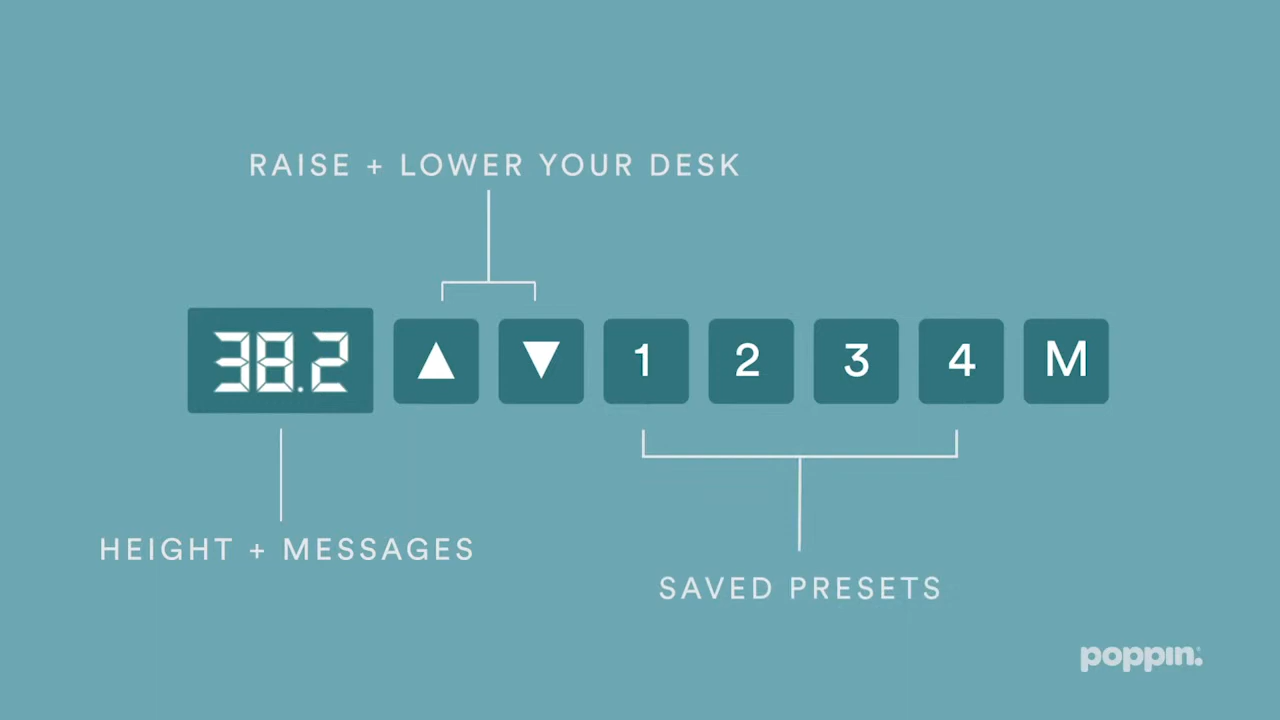 RAISE + LOWER YOUR DESK
38.2 ▲ ▼ 1 2 3 4 M
HEIGHT + MESSAGES
SAVED PRESETS
poppin.